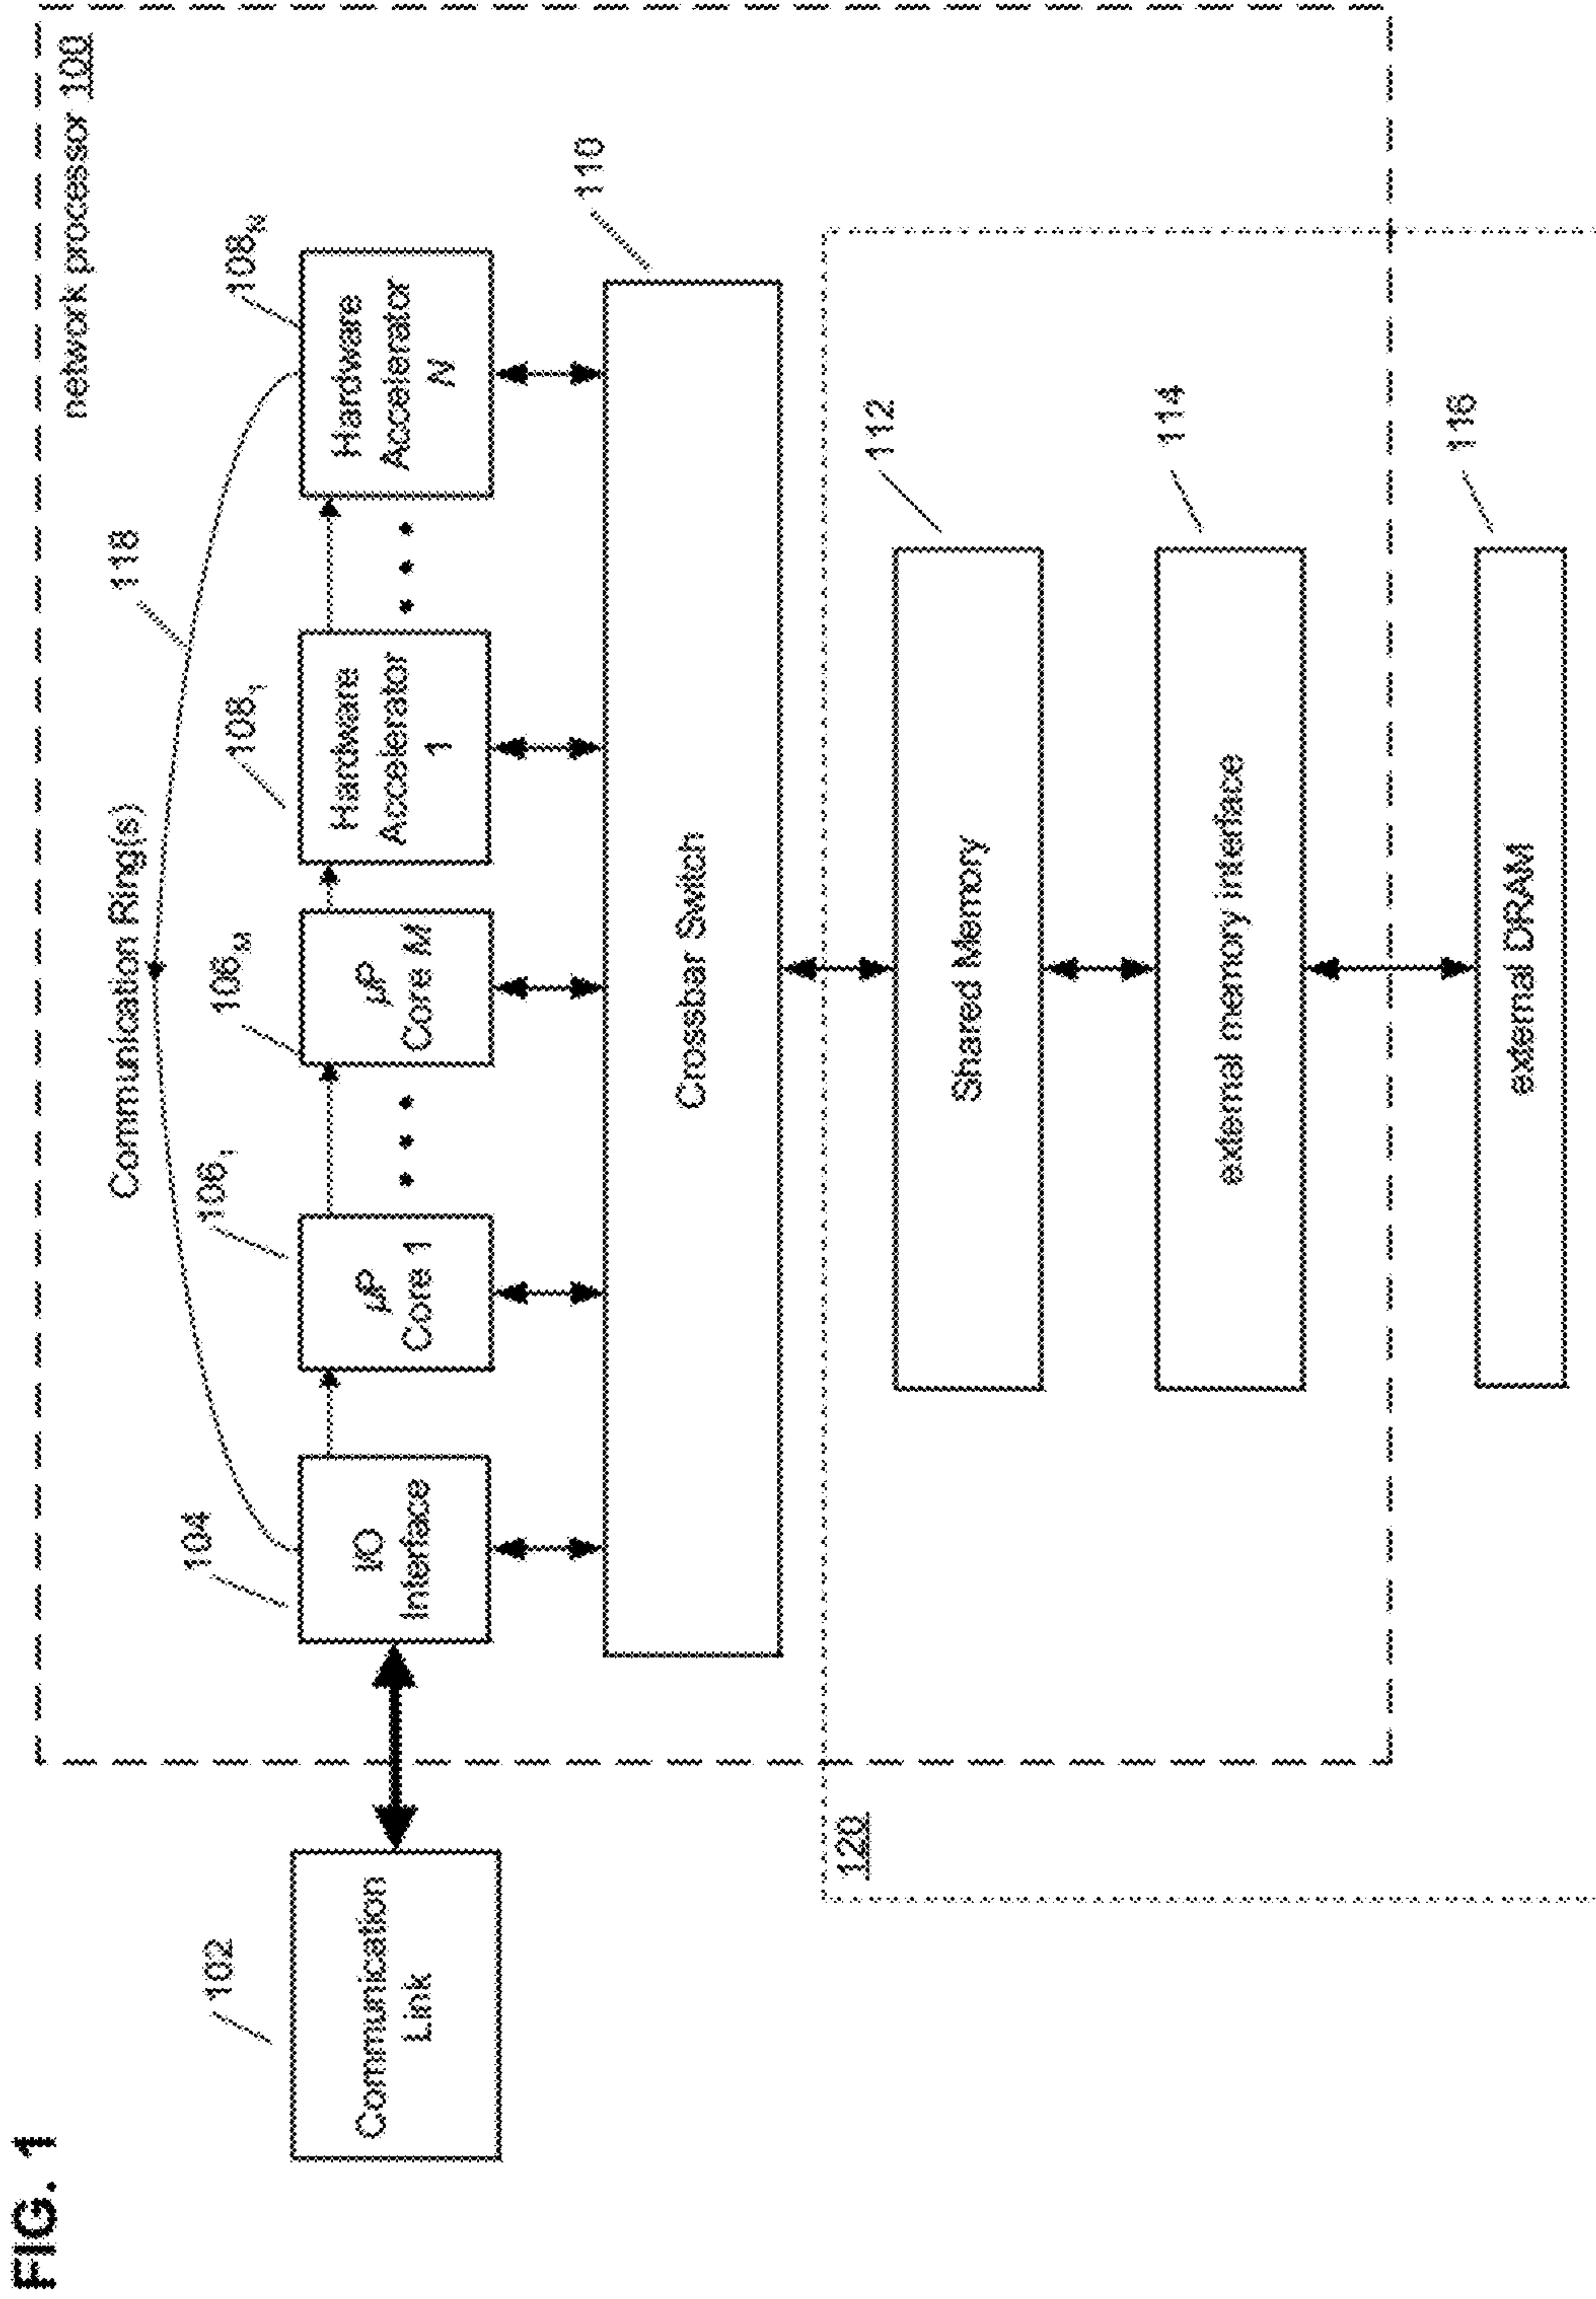 FIG. 1
network processor 100
Communication Ring(s)
118
102
Communication
Link
104
I/O
Interface
106₁
µP
Core 1
106M
µP
Core M
108₁
Hardware
Accelerator
1
108N
Hardware
Accelerator
N
110
Crossbar Switch
120
112
Shared Memory
114
external memory interface
116
external DRAM